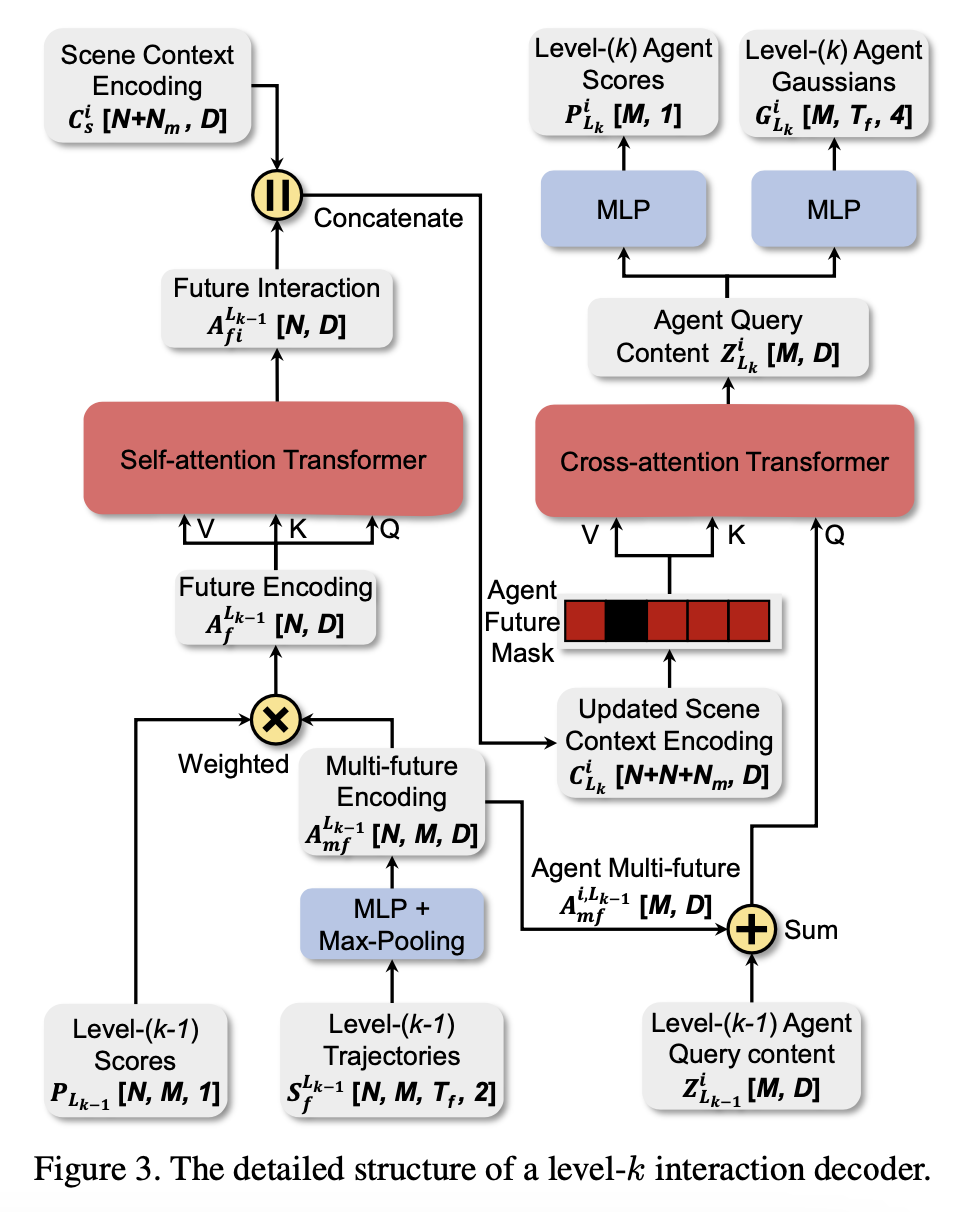 Scene Context
Encoding
C_s^i [N+N_m , D]
Concatenate
Future Interaction
A_{fi}^{L_{k-1}} [N, D]
Self-attention Transformer
V
K
Q
Future Encoding
A_f^{L_{k-1}} [N, D]
Weighted
Multi-future
Encoding
A_{mf}^{L_{k-1}} [N, M, D]
MLP +
Max-Pooling
Level-(k-1)
Scores
P_{L_{k-1}} [N, M, 1]
Level-(k-1)
Trajectories
S_f^{L_{k-1}} [N, M, T_f, 2]
Level-(k) Agent
Scores
P_{L_k}^i [M, 1]
Level-(k) Agent
Gaussians
G_{L_k}^i [M, T_f, 4]
MLP
MLP
Agent Query
Content Z_{L_k}^i [M, D]
Cross-attention Transformer
V
K
Q
Agent
Future
Mask
Updated Scene
Context Encoding
C_{L_k}^i [N+N+N_m, D]
Agent Multi-future
A_{mf}^{i,L_{k-1}} [M, D]
Sum
Level-(k-1) Agent
Query content
Z_{L_{k-1}}^i [M, D]
Figure 3. The detailed structure of a level-k interaction decoder.